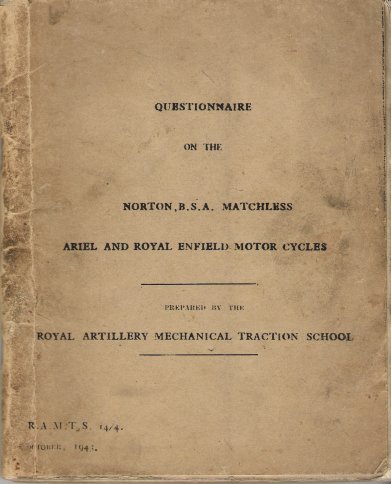 QUESTIONNAIRE
ON THE
NORTON, B.S.A. MATCHLESS
ARIEL AND ROYAL ENFIELD MOTOR CYCLES
PREPARED BY THE
ROYAL ARTILLERY MECHANICAL TRACTION SCHOOL
R.A.M.T.S. 14/4.
OCTOBER,